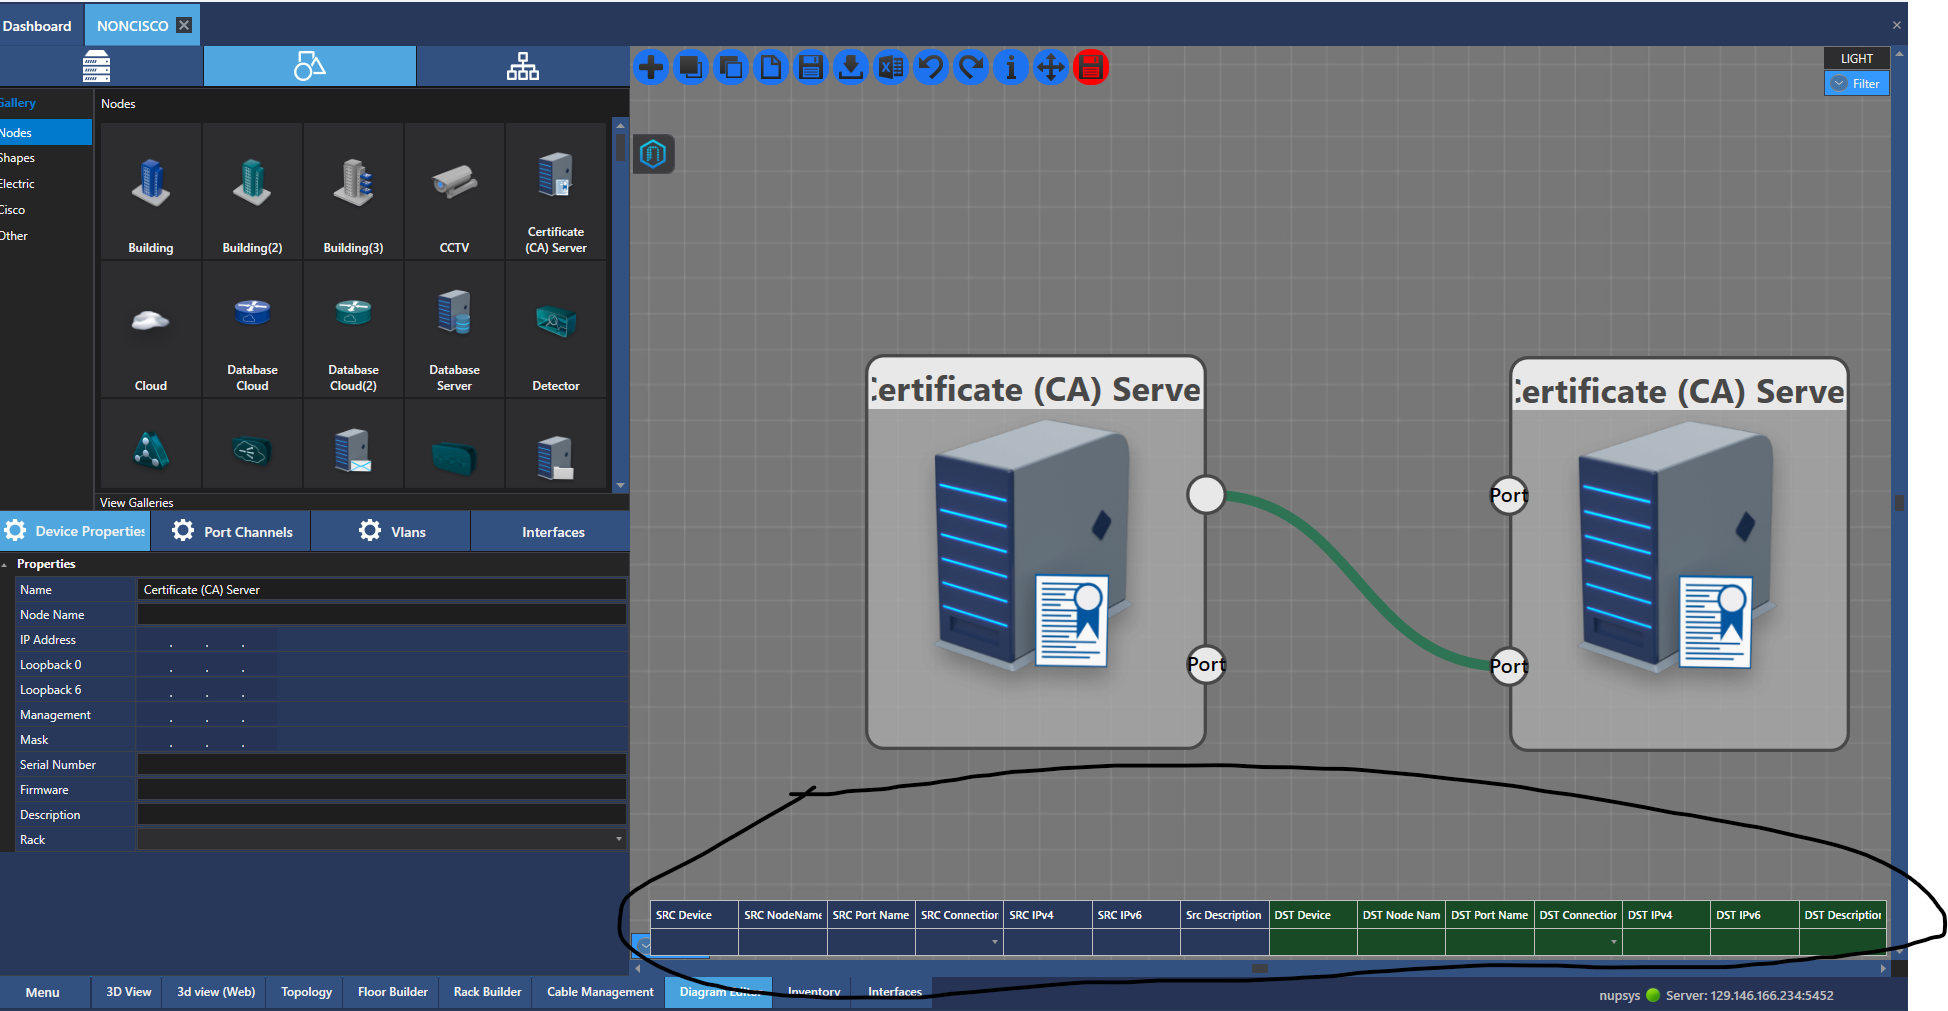 Dashboard
NONCISCO
LIGHT
Filter
Gallery
Nodes
Shapes
Electric
Cisco
Other
Nodes
Building
Building(2)
Building(3)
CCTV
Certificate
(CA) Server
Cloud
Database
Cloud
Database
Cloud(2)
Database
Server
Detector
View Galleries
Device Properties
Port Channels
Vlans
Interfaces
Properties
Name
Certificate (CA) Server
Node Name
IP Address
. . .
Loopback 0
. . .
Loopback 6
. . .
Management
. . .
Mask
. . .
Serial Number
Firmware
Description
Rack
Certificate (CA) Serve
Port
Certificate (CA) Serve
Port
Port
SRC Device
SRC NodeName
SRC Port Name
SRC Connection
SRC IPv4
SRC IPv6
Src Description
DST Device
DST Node Nam
DST Port Name
DST Connection
DST IPv4
DST IPv6
DST Description
Menu
3D View
3d view (Web)
Topology
Floor Builder
Rack Builder
Cable Management
Diagram Editor
Inventory
Interfaces
nupsys
Server: 129.146.166.234:5452